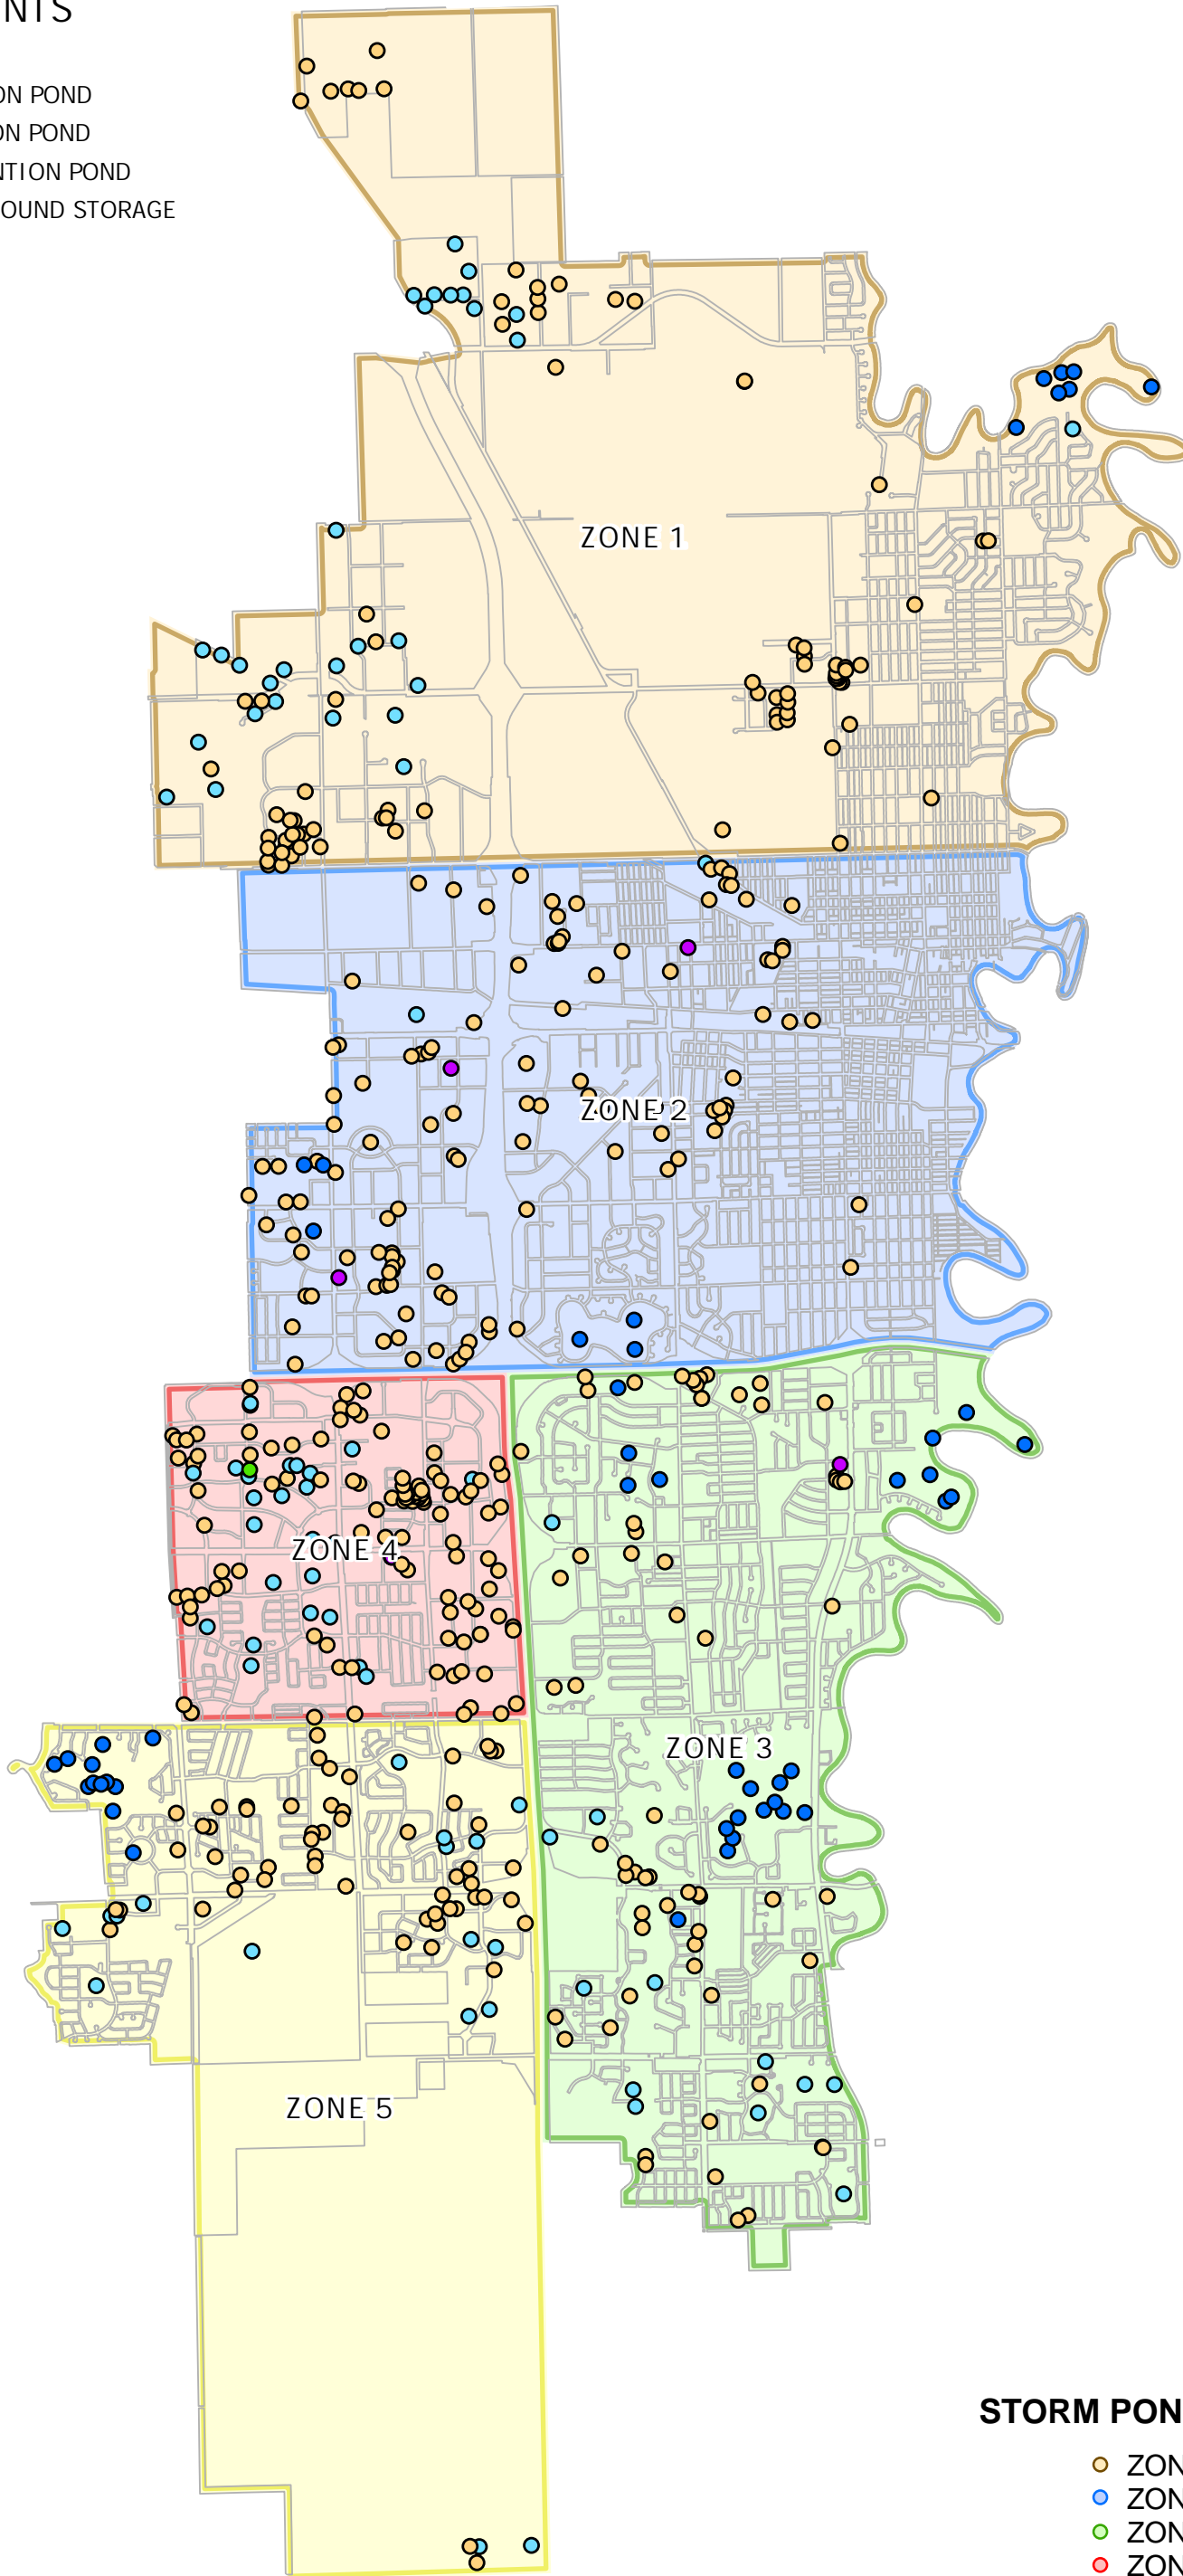 NTS
ON POND
ON POND
NTION POND
OUND STORAGE
ZONE 1
ZONE 2
ZONE 4
ZONE 3
ZONE 5
STORM PON
ZON
ZON
ZON
ZON